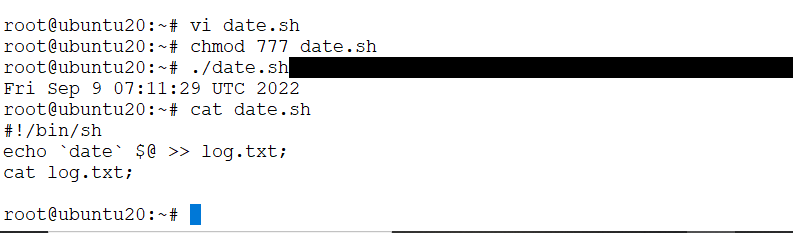 root@ubuntu20:~# vi date.sh
root@ubuntu20:~# chmod 777 date.sh
root@ubuntu20:~# ./date.sh
Fri Sep 9 07:11:29 UTC 2022
root@ubuntu20:~# cat date.sh
#!/bin/sh
echo `date` $@ >> log.txt;
cat log.txt;
root@ubuntu20:~#